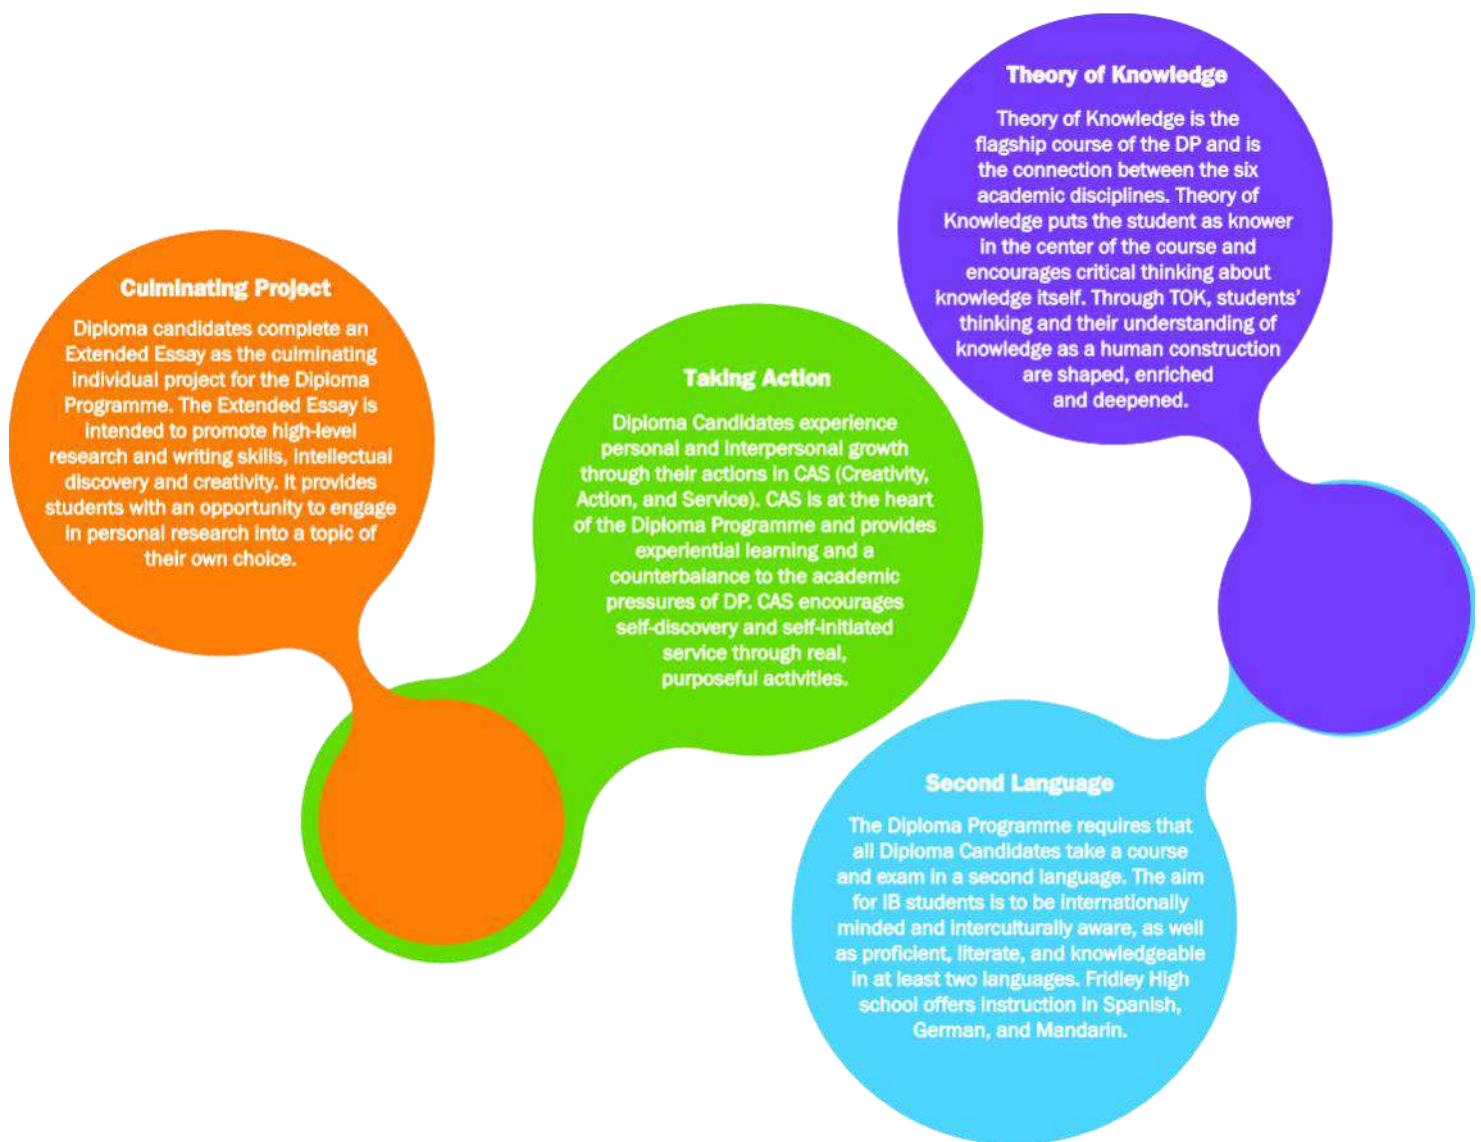 Culminating Project
Diploma candidates complete an
Extended Essay as the culminating
individual project for the Diploma
Programme. The Extended Essay is
intended to promote high-level
research and writing skills, intellectual
discovery and creativity. It provides
students with an opportunity to engage
in personal research into a topic of
their own choice.
Taking Action
Diploma Candidates experience
personal and interpersonal growth
through their actions in CAS (Creativity,
Action, and Service). CAS is at the heart
of the Diploma Programme and provides
experiential learning and a
counterbalance to the academic
pressures of DP. CAS encourages
self-discovery and self-initiated
service through real,
purposeful activities.
Theory of Knowledge
Theory of Knowledge is the
flagship course of the DP and is
the connection between the six
academic disciplines. Theory of
Knowledge puts the student as knower
in the center of the course and
encourages critical thinking about
knowledge itself. Through TOK, students’
thinking and their understanding of
knowledge as a human construction
are shaped, enriched
and deepened.
Second Language
The Diploma Programme requires that
all Diploma Candidates take a course
and exam in a second language. The aim
for IB students is to be internationally
minded and interculturally aware, as well
as proficient, literate, and knowledgeable
in at least two languages. Fridley High
school offers instruction in Spanish,
German, and Mandarin.